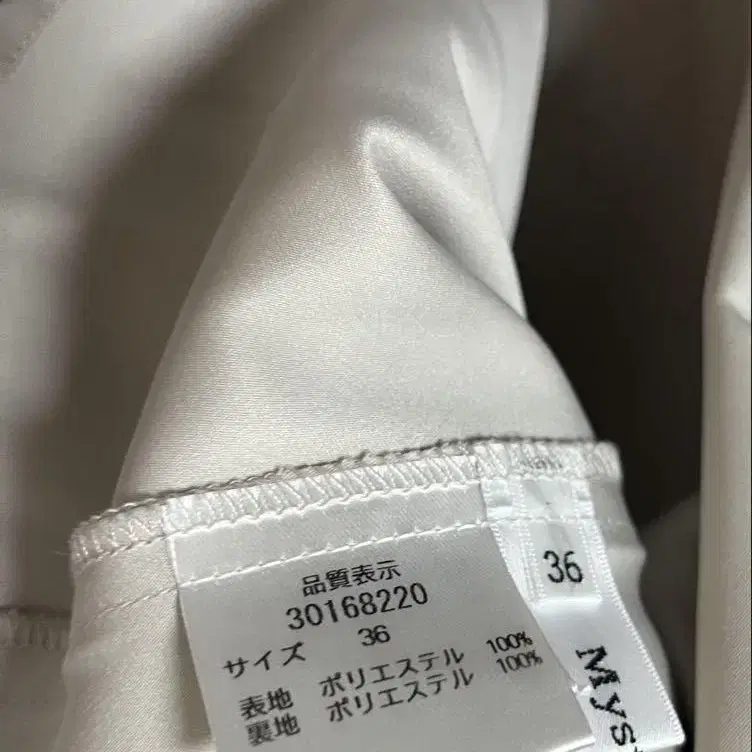 品質表示
30168220
サイズ 36
表地 ポリエステル 100%
裏地 ポリエステル 100%
36